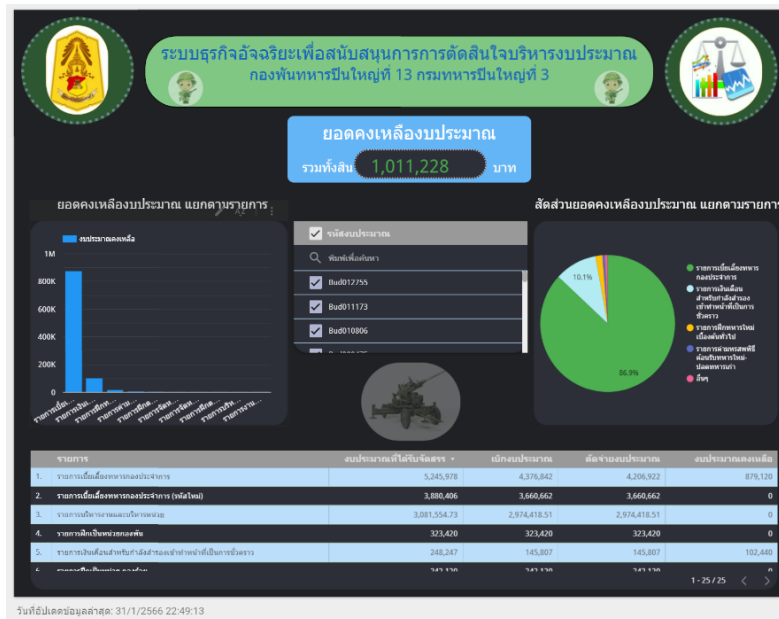 ระบบธุรกิจอัจฉริยะเพื่อสนับสนุนการการตัดสินใจบริหารงบประมาณ
กองพันทหารปืนใหญ่ที่ 13 กรมทหารปืนใหญ่ที่ 3
ยอดคงเหลืองบประมาณ
รวมทั้งสิ้น 1,011,228 บาท
ยอดคงเหลืองบประมาณ แยกตามรายการ
งบประมาณคงเหลือ
1M
800K
600K
400K
200K
0
รหัสงบประมาณ
พิมพ์เพื่อค้นหา
Bud012755
Bud011173
Bud010806
สัดส่วนยอดคงเหลืองบประมาณ แยกตามรายการ
10.1%
86.9%
รายการเบี้ยเลี้ยงทหาร
กองประจำการ
รายการเงินเดือน
สำหรับกำลังสำรอง
เข้าทำหน้าที่เป็นการ
ชั่วคราว
รายการฝึกทหารใหม่
เบื้องต้นทั่วไป
ต้อนรับทหารใหม่-
ปลดทหารเก่า
อื่นๆ
รายการ งบประมาณที่ได้รับจัดสรร เบิกงบประมาณ ตัดจ่ายงบประมาณ งบประมาณคงเหลือ
1. รายการเบี้ยเลี้ยงทหารกองประจำการ 5,245,978 4,376,842 4,206,922 879,120
2. รายการเบี้ยเลี้ยงทหารกองประจำการ (รหัสใหม่) 3,880,406 3,660,662 3,660,662 0
3. รายการบริหารงานและบริหารหน่วย 3,081,554.73 2,974,418.51 2,974,418.51 0
4. รายการฝึกเป็นหน่วยกองพัน 323,420 323,420 323,420 0
5. รายการเงินเดือนสำหรับกำลังสำรองเข้าทำหน้าที่เป็นการชั่วคราว 248,247 145,807 145,807 102,440
1 - 25 / 25
วันที่อัปเดตข้อมูลล่าสุด: 31/1/2566 22:49:13